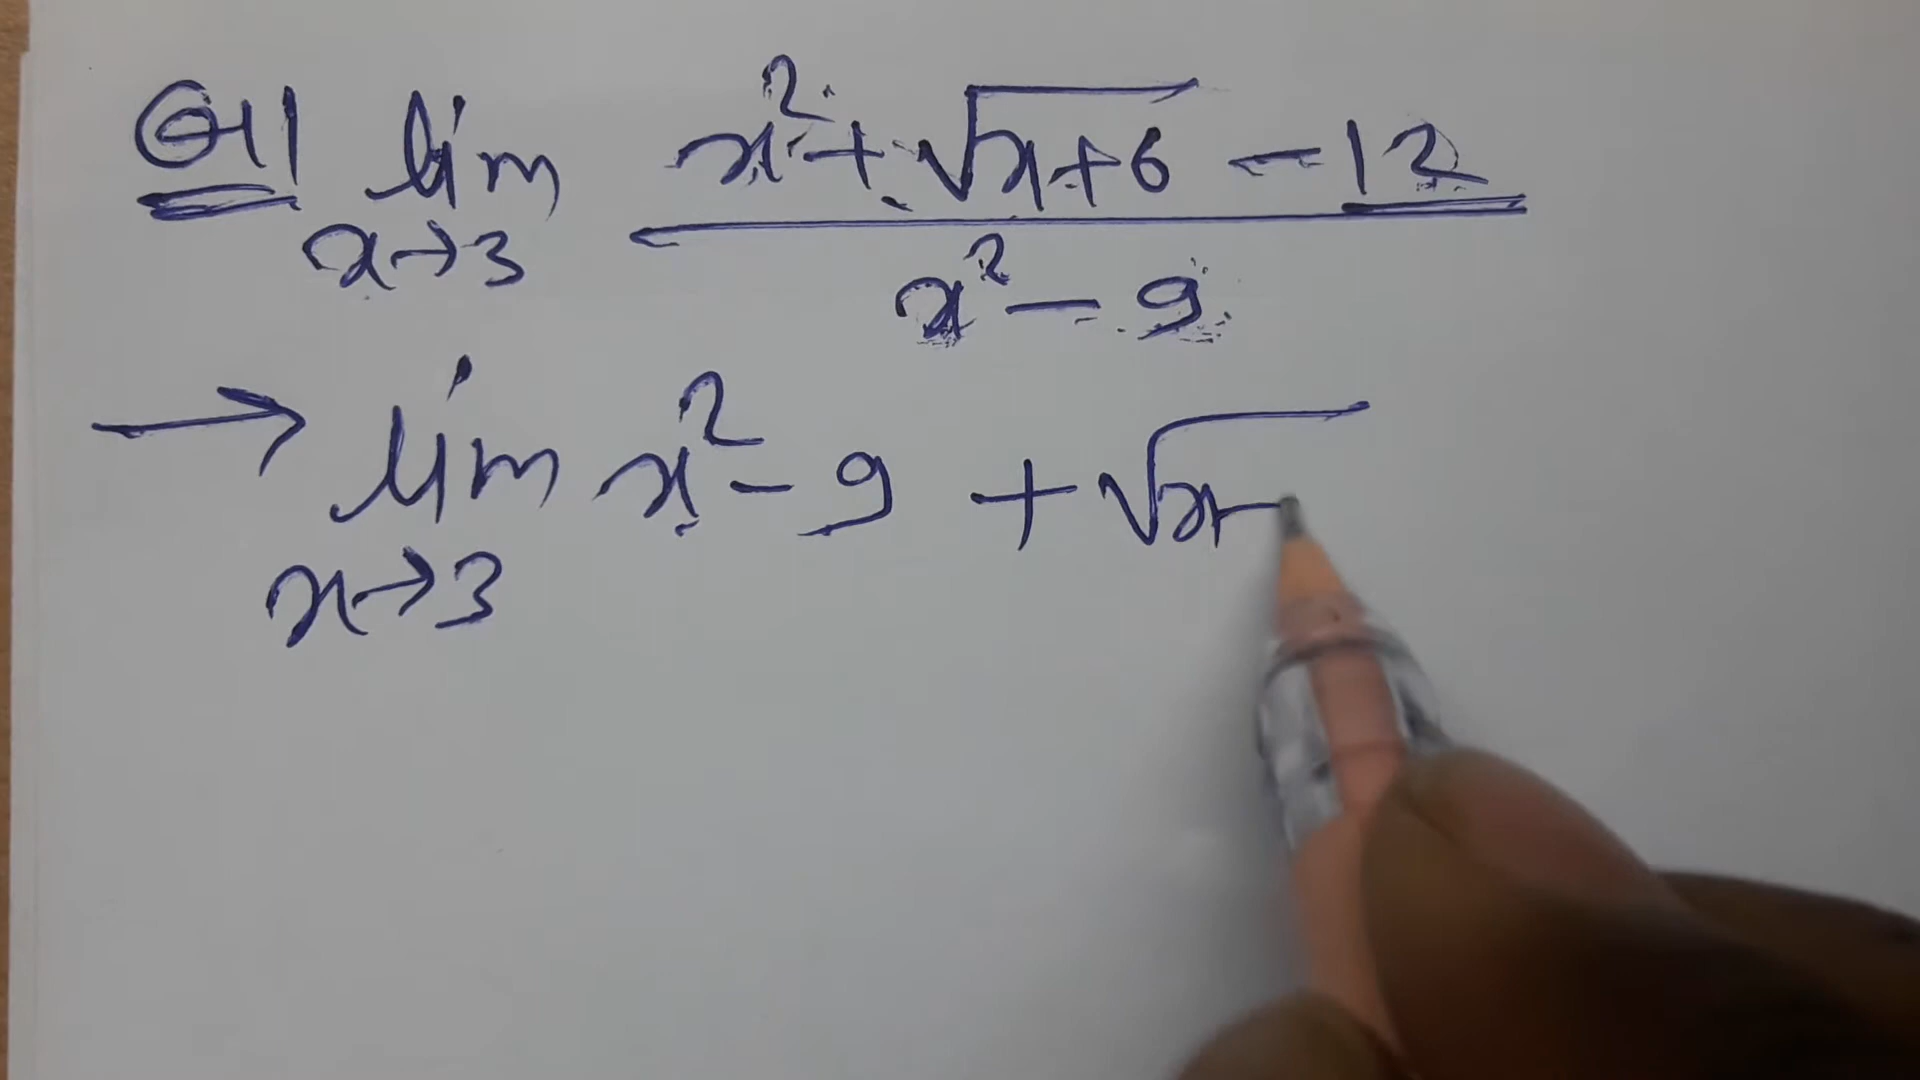 Q1| lim x→3 (x² + √(x+6) - 12) / (x² - 9)
→ lim x→3 x² - 9 + √x